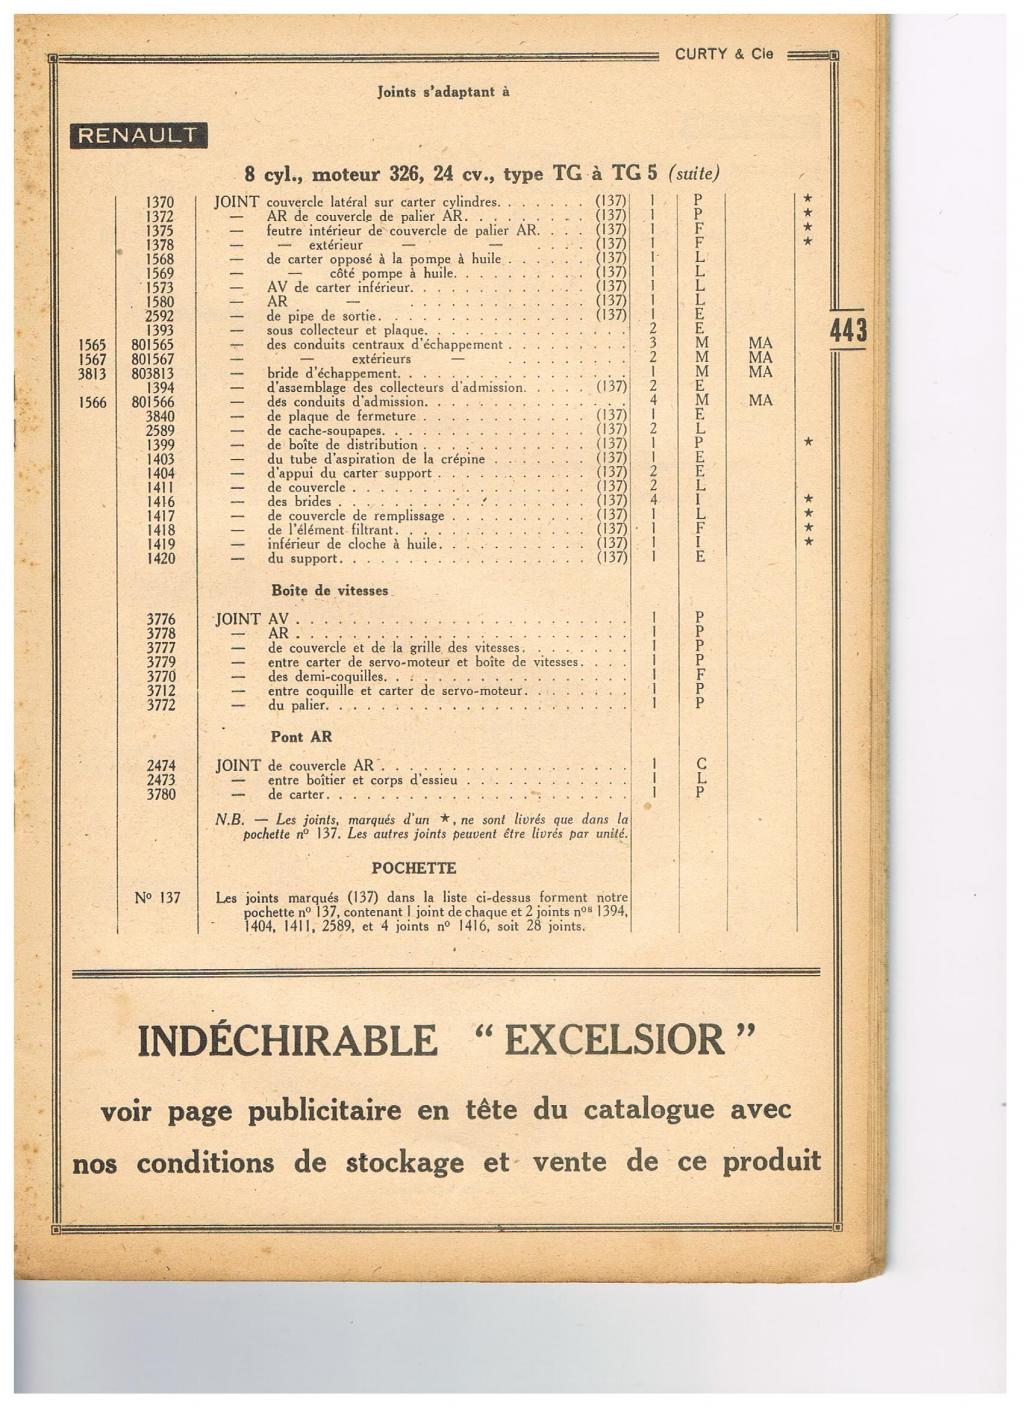 CURTY & Cie
Joints s'adaptant à
RENAULT
8 cyl., moteur 326, 24 cv., type TG à TG 5 (suite)
1370 JOINT couvercle latéral sur carter cylindres. . . . . . . (137) 1 P ★
1372 — AR de couvercle de palier AR. . . . . . . . . (137) 1 P ★
1375 — feutre intérieur de couvercle de palier AR. . . . (137) 1 F ★
1378 — — extérieur — — . . . . (137) 1 F ★
1568 — de carter opposé à la pompe à huile . . . . . . (137) 1 L
1569 — — côté pompe à huile. . . . . . . . . . (137) 1 L
1573 — AV de carter inférieur. . . . . . . . . . . . . (137) 1 L
1580 — AR — . . . . . . . . . . . . . (137) 1 L
2592 — de pipe de sortie. . . . . . . . . . . . . . . . (137) 1 E
443
1393 — sous collecteur et plaque. . . . . . . . . . . . . . . 2 E
1565 801565 — des conduits centraux d'échappement . . . . . . . . . 3 M MA
1567 801567 — — extérieurs — . . . . . . . . . . . . 2 M MA
3813 803813 — bride d'échappement. . . . . . . . . . . . . . . . . 1 M MA
1394 — d'assemblage des collecteurs d'admission. . . . . (137) 2 E
1566 801566 — des conduits d'admission. . . . . . . . . . . . . . . 4 M MA
3840 — de plaque de fermeture . . . . . . . . . . . . (137) 1 E
2589 — de cache-soupapes. . . . . . . . . . . . . . . (137) 2 L
1399 — de boîte de distribution . . . . . . . . . . . . (137) 1 P ★
1403 — du tube d'aspiration de la crépine . . . . . . . (137) 1 E
1404 — d'appui du carter support . . . . . . . . . . . (137) 2 E
1411 — de couvercle . . . . . . . . . . . . . . . . . (137) 2 L
1416 — des brides . . . . . . . . . . . . . . . . . . (137) 4 I ★
1417 — de couvercle de remplissage . . . . . . . . . . (137) 1 L ★
1418 — de l'élément filtrant. . . . . . . . . . . . . . (137) 1 F ★
1419 — inférieur de cloche à huile. . . . . . . . . . . (137) 1 I ★
1420 — du support. . . . . . . . . . . . . . . . . . (137) 1 E
Boîte de vitesses
3776 JOINT AV . . . . . . . . . . . . . . . . . . . . . . . . 1 P
3778 — AR . . . . . . . . . . . . . . . . . . . . . . . . 1 P
3777 — de couvercle et de la grille des vitesses. . . . . . . . 1 P
3779 — entre carter de servo-moteur et boîte de vitesses. . . . 1 P
3770 — des demi-coquilles. . . . . . . . . . . . . . . . . . 1 F
3712 — entre coquille et carter de servo-moteur. . . . . . . . 1 P
3772 — du palier. . . . . . . . . . . . . . . . . . . . . . 1 P
Pont AR
2474 JOINT de couvercle AR . . . . . . . . . . . . . . . . . . 1 C
2473 — entre boîtier et corps d'essieu . . . . . . . . . . . . 1 L
3780 — de carter. . . . . . . . . . . . . . . . . . . . . . 1 P
N.B. — Les joints, marqués d'un ★, ne sont livrés que dans la
pochette nº 137. Les autres joints peuvent être livrés par unité.
POCHETTE
Nº 137 Les joints marqués (137) dans la liste ci-dessus forment notre
pochette nº 137, contenant 1 joint de chaque et 2 joints nos 1394,
1404, 1411, 2589, et 4 joints nº 1416, soit 28 joints.
INDÉCHIRABLE “ EXCELSIOR ”
voir page publicitaire en tête du catalogue avec
nos conditions de stockage et vente de ce produit